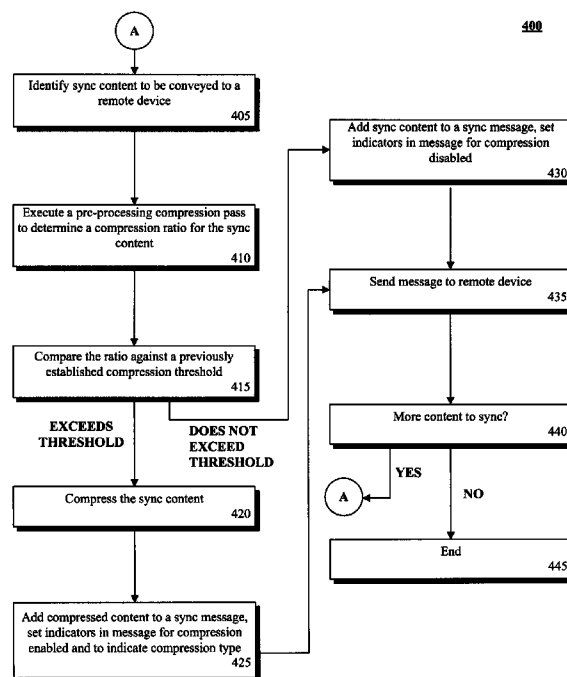 400
A
Identify sync content to be conveyed to a
remote device
405
Execute a pre-processing compression pass
to determine a compression ratio for the sync
content
410
Compare the ratio against a previously
established compression threshold
415
EXCEEDS
THRESHOLD
DOES NOT
EXCEED
THRESHOLD
Compress the sync content
420
Add compressed content to a sync message,
set indicators in message for compression
enabled and to indicate compression type
425
Add sync content to a sync message, set
indicators in message for compression
disabled
430
Send message to remote device
435
More content to sync?
440
YES
A
NO
End
445